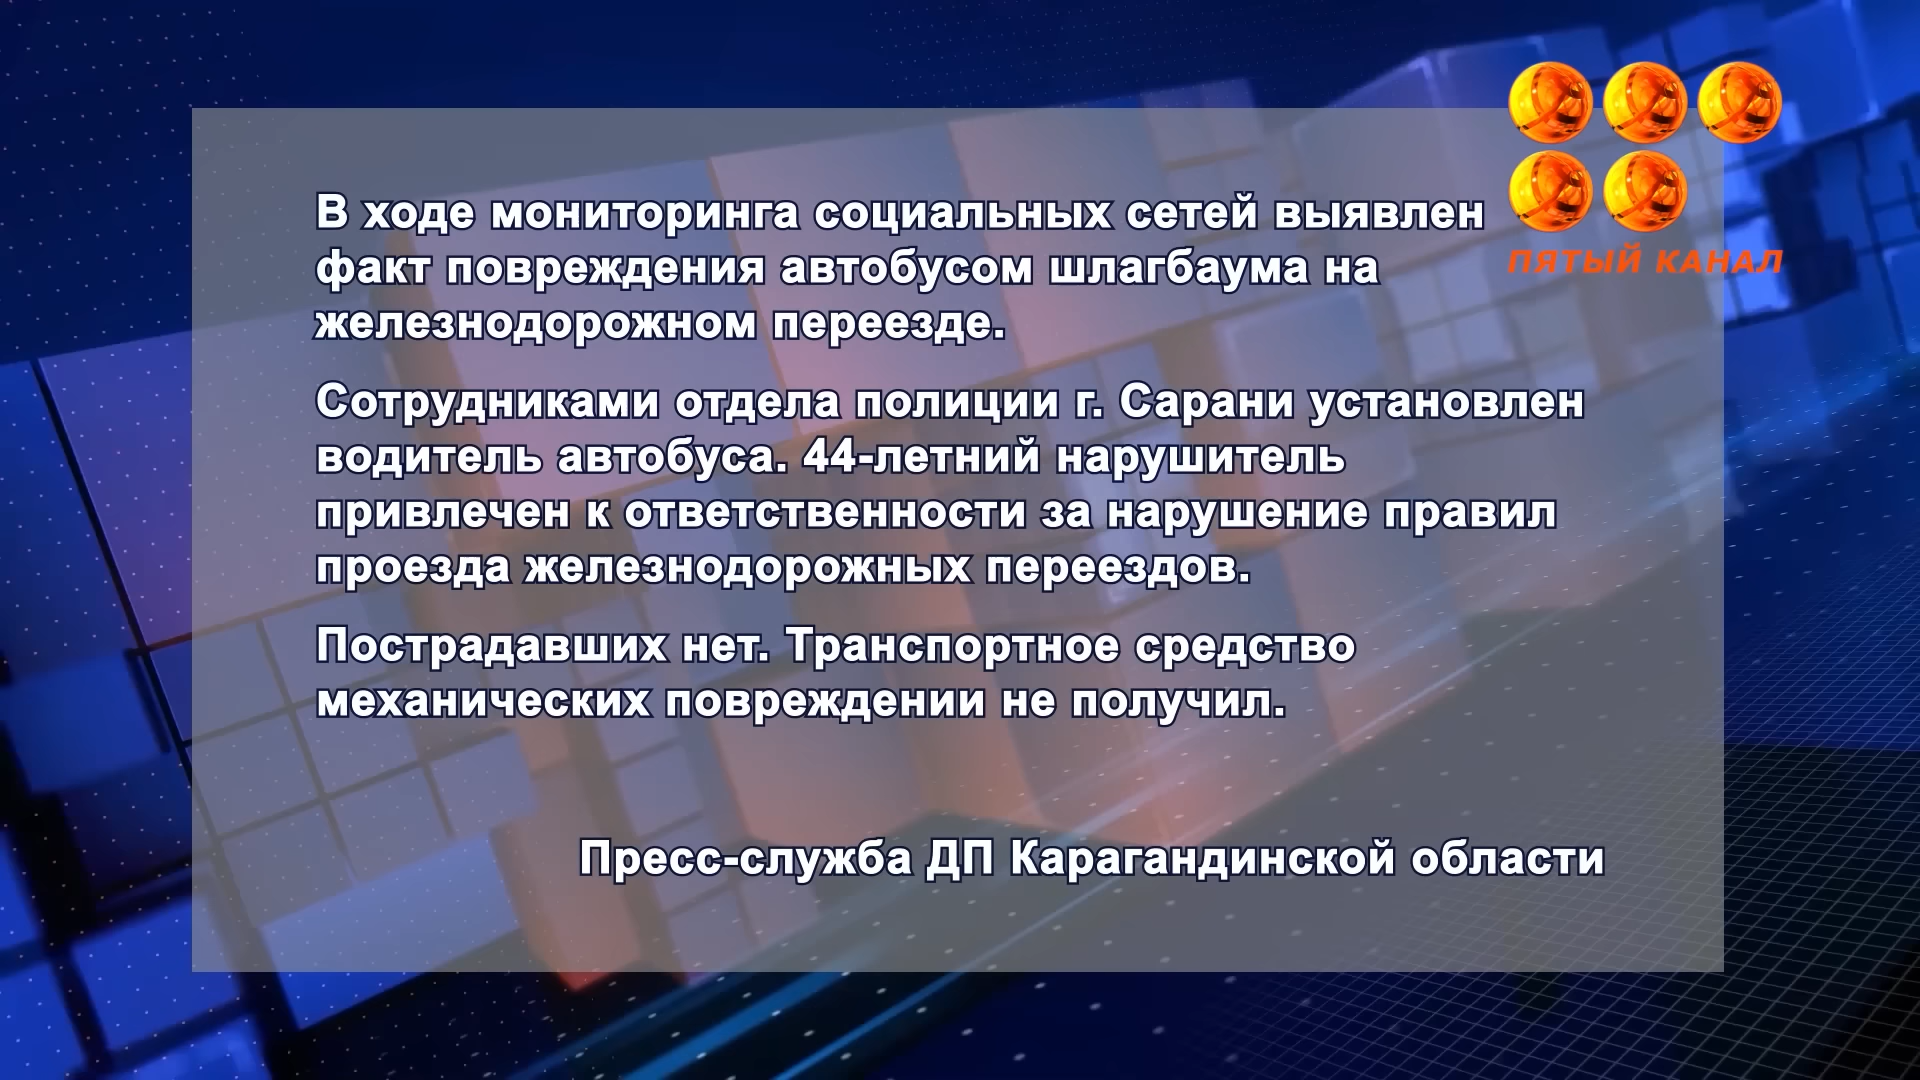 В ходе мониторинга социальных сетей выявлен
факт повреждения автобусом шлагбаума на
железнодорожном переезде.
Сотрудниками отдела полиции г. Сарани установлен
водитель автобуса. 44-летний нарушитель
привлечен к ответственности за нарушение правил
проезда железнодорожных переездов.
Пострадавших нет. Транспортное средство
механических повреждении не получил.
Пресс-служба ДП Карагандинской области
ПЯТЫЙ КАНАЛ